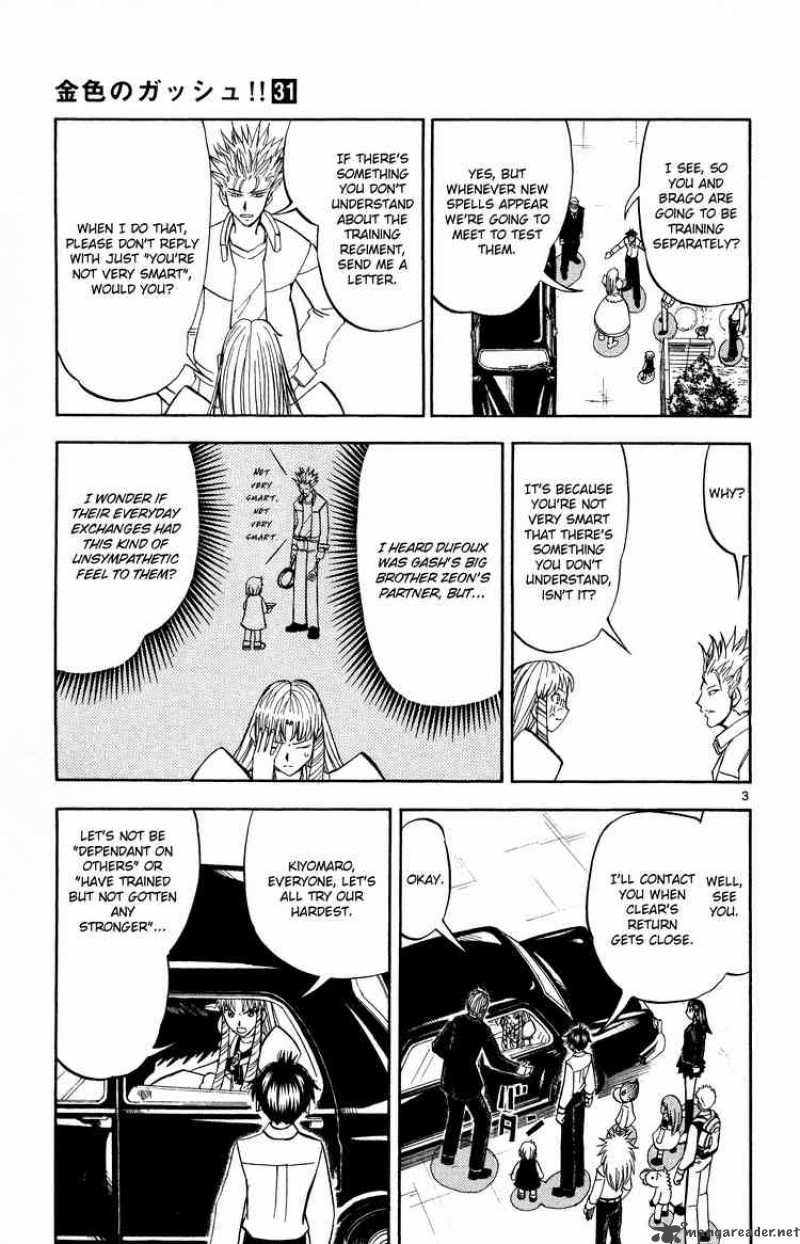 金色のガッシュ!! 31
I SEE, SO
YOU AND
BRAGO ARE
GOING TO BE
TRAINING
SEPARATELY?
YES, BUT
WHENEVER NEW
SPELLS APPEAR
WE'RE GOING
TO MEET TO TEST
THEM.
IF THERE'S
SOMETHING
YOU DON'T
UNDERSTAND
ABOUT THE
TRAINING
REGIMENT,
SEND ME A
LETTER.
WHEN I DO THAT,
PLEASE DON'T REPLY
WITH JUST "YOU'RE
NOT VERY SMART",
WOULD YOU?
WHY?
IT'S BECAUSE
YOU'RE NOT
VERY SMART
THAT THERE'S
SOMETHING
YOU DON'T
UNDERSTAND,
ISN'T IT?
I HEARD DUFOUX
WAS GASH'S BIG
BROTHER ZEON'S
PARTNER, BUT...
NOT
VERY
SMART.
NOT
VERY
SMART.
I WONDER IF
THEIR EVERYDAY
EXCHANGES HAD
THIS KIND OF
UNSYMPATHETIC
FEEL TO THEM?
3
WELL,
SEE
YOU.
I'LL CONTACT
YOU WHEN
CLEAR'S
RETURN
GETS CLOSE.
OKAY.
バタン
KIYOMARO,
EVERYONE, LET'S
ALL TRY OUR
HARDEST.
LET'S NOT BE
"DEPENDANT ON
OTHERS" OR
"HAVE TRAINED
BUT NOT GOTTEN
ANY
STRONGER"...
mangareader.net